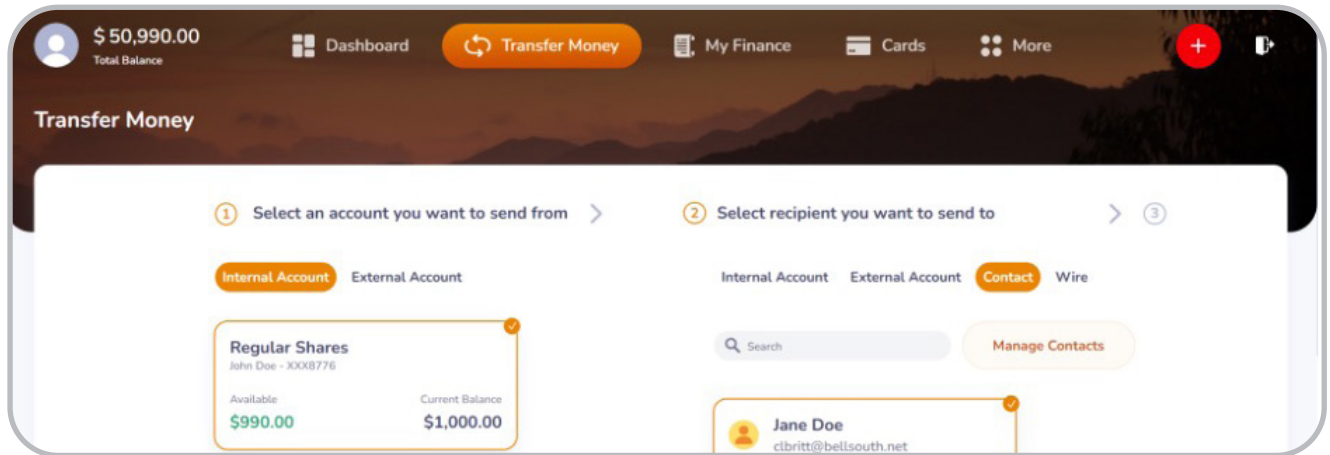 $ 50,990.00
Total Balance
Dashboard
Transfer Money
My Finance
Cards
More
+
Transfer Money
1 Select an account you want to send from
2 Select recipient you want to send to
3
Internal Account External Account
Internal Account External Account Contact Wire
Search
Manage Contacts
Regular Shares
John Doe - XXX8776
Available Current Balance
$990.00 $1,000.00
Jane Doe
clbritt@bellsouth.net